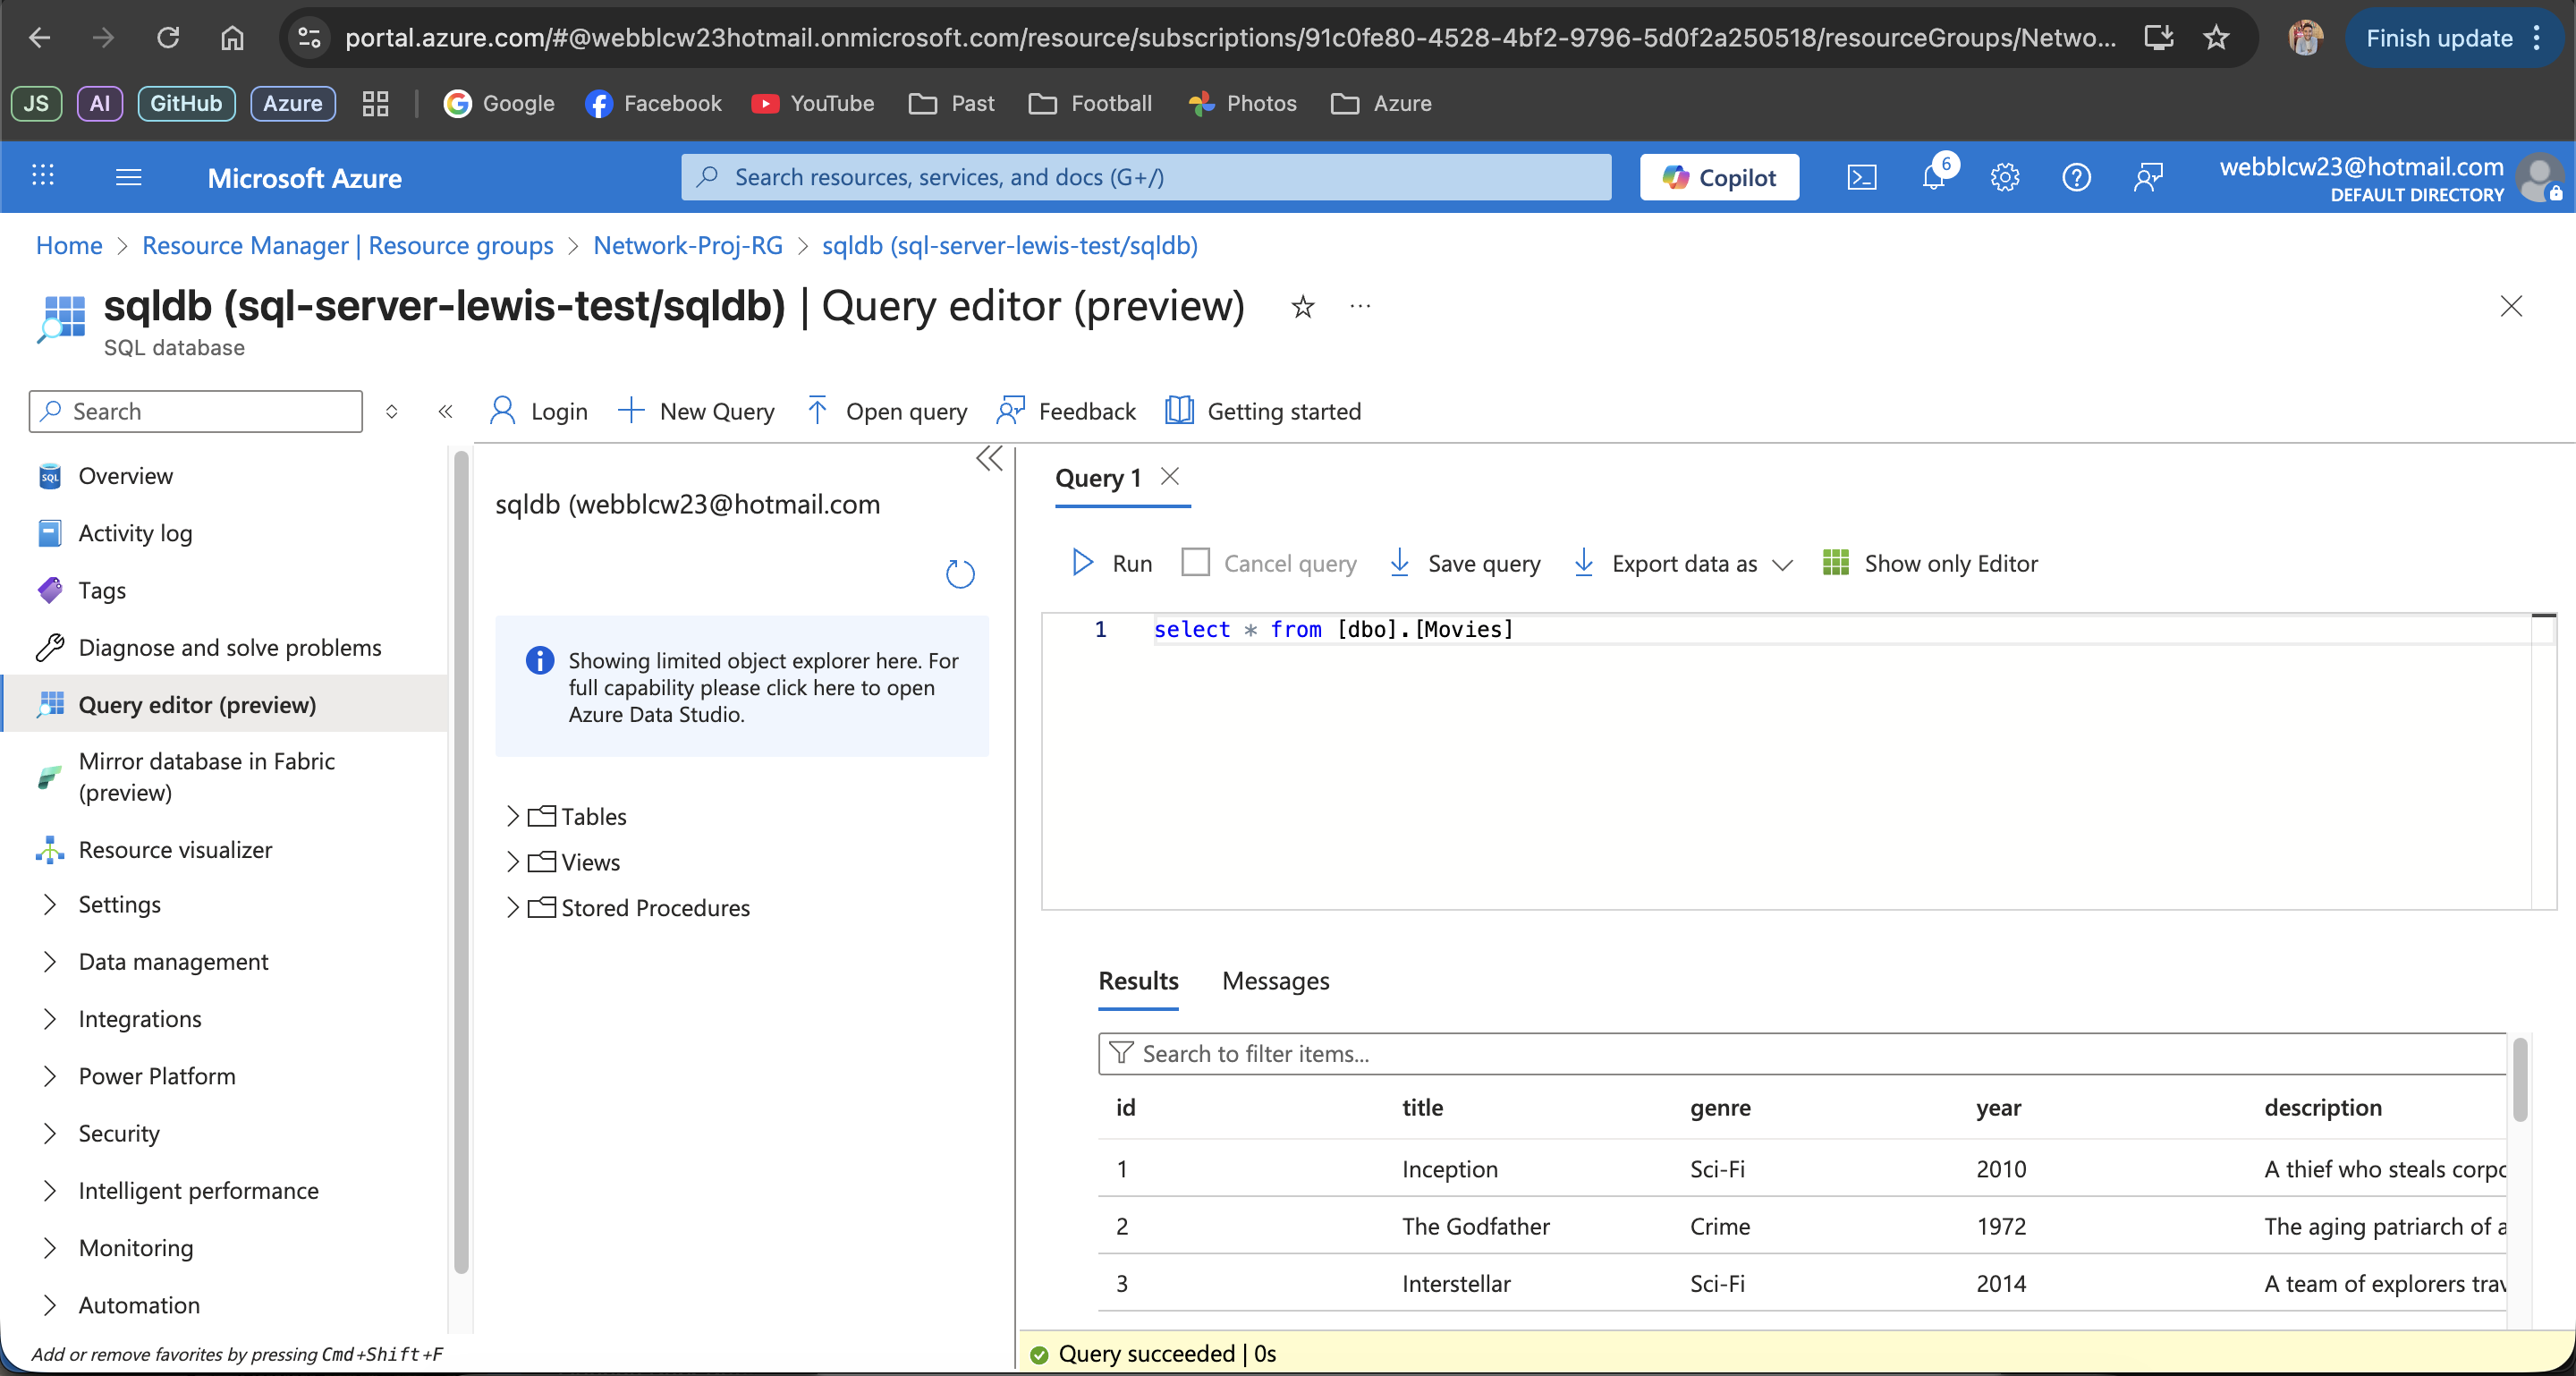 portal.azure.com/#@webblcw23hotmail.onmicrosoft.com/resource/subscriptions/91c0fe80-4528-4bf2-9796-5d0f2a250518/resourceGroups/Netwo...
Finish update
JS
AI
GitHub
Azure
Google
Facebook
YouTube
Past
Football
Photos
Azure
Microsoft Azure
Search resources, services, and docs (G+/)
Copilot
6
webblcw23@hotmail.com
DEFAULT DIRECTORY
Home > Resource Manager | Resource groups > Network-Proj-RG > sqldb (sql-server-lewis-test/sqldb)
sqldb (sql-server-lewis-test/sqldb) | Query editor (preview)
SQL database
Search
Login
New Query
Open query
Feedback
Getting started
SQL
Overview
Activity log
Tags
Diagnose and solve problems
Query editor (preview)
Mirror database in Fabric
(preview)
Resource visualizer
Settings
Data management
Integrations
Power Platform
Security
Intelligent performance
Monitoring
Automation
Add or remove favorites by pressing Cmd+Shift+F
sqldb (webblcw23@hotmail.com
Showing limited object explorer here. For
full capability please click here to open
Azure Data Studio.
Tables
Views
Stored Procedures
Query 1
Run
Cancel query
Save query
Export data as
Show only Editor
1 select * from [dbo].[Movies]
Results
Messages
Search to filter items...
id title genre year description
1 Inception Sci-Fi 2010 A thief who steals corpo
2 The Godfather Crime 1972 The aging patriarch of a
3 Interstellar Sci-Fi 2014 A team of explorers trav
Query succeeded | 0s